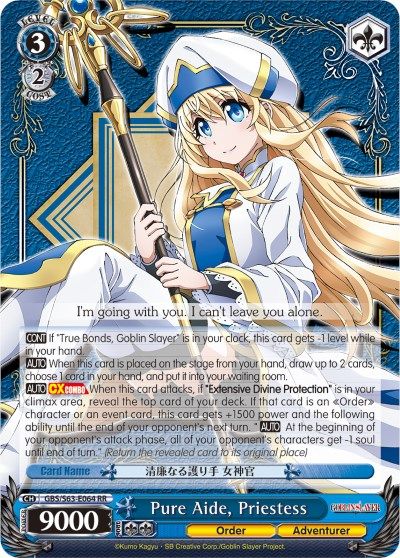 LEVEL
3
2
COST
I'm going with you. I can't leave you alone.
CONT If "True Bonds, Goblin Slayer" is in your clock, this card gets -1 level while
in your hand.
AUTO When this card is placed on the stage from your hand, draw up to 2 cards,
choose 1 card in your hand, and put it into your waiting room.
AUTO CX COMBO When this card attacks, if "Extensive Divine Protection" is in your
climax area, reveal the top card of your deck. If that card is an «Order»
character or an event card, this card gets +1500 power and the following
ability until the end of your opponent's next turn. " AUTO At the beginning of
your opponent's attack phase, all of your opponent's characters get -1 soul
until end of turn." (Return the revealed card to its original place)
Card Name 清廉なる護り手 女神官
CH GBS/S63-E064 RR
POWER 9000 SOUL Pure Aide, Priestess GOBLIN SLAYER
Order Adventurer
©Kumo Kagyu・SB Creative Corp./Goblin Slayer Project.